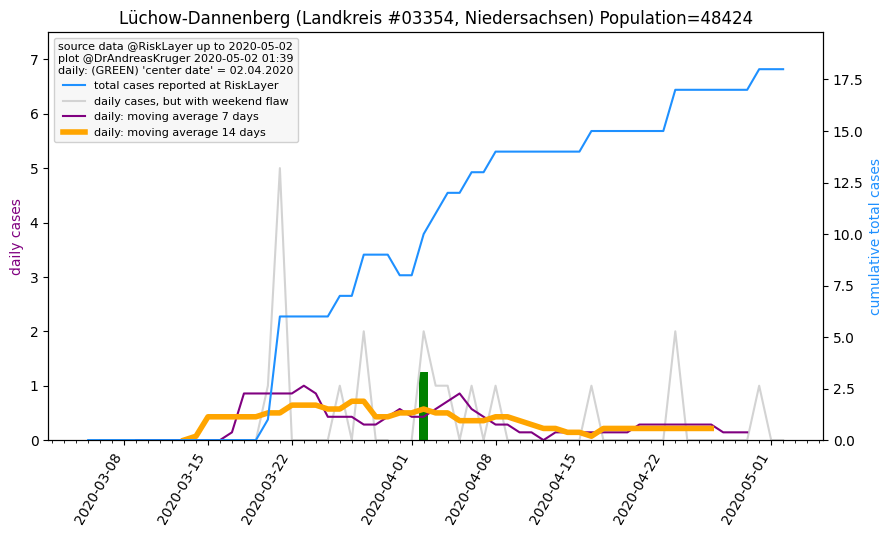 Lüchow-Dannenberg (Landkreis #03354, Niedersachsen) Population=48424
source data @RiskLayer up to 2020-05-02
plot @DrAndreasKruger 2020-05-02 01:39
daily: (GREEN) 'center date' = 02.04.2020
total cases reported at RiskLayer
daily cases, but with weekend flaw
daily: moving average 7 days
daily: moving average 14 days
daily cases
7
6
5
4
3
2
1
0
cumulative total cases
17.5
15.0
12.5
10.0
7.5
5.0
2.5
0.0
2020-03-08
2020-03-15
2020-03-22
2020-04-01
2020-04-08
2020-04-15
2020-04-22
2020-05-01